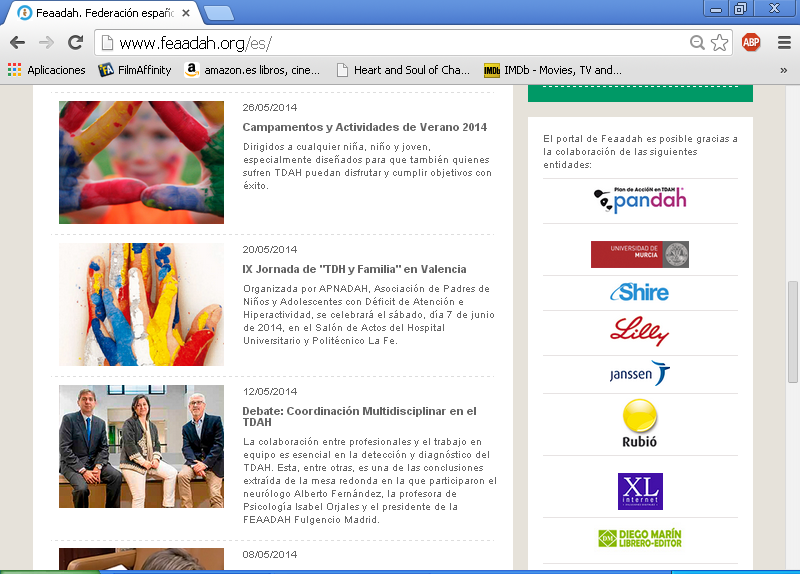 Feaadah. Federación españo
www.feaadah.org/es/
ABP
Aplicaciones
FA
FilmAffinity
a
amazon.es libros, cine...
Heart and Soul of Cha...
IMDb
IMDb - Movies, TV and...
»
26/05/2014
Campamentos y Actividades de Verano 2014
Dirigidos a cualquier niña, niño y joven,
especialmente diseñados para que también quienes
sufren TDAH puedan disfrutar y cumplir objetivos con
éxito.
20/05/2014
IX Jornada de "TDH y Familia" en Valencia
Organizada por APNADAH, Asociación de Padres de
Niños y Adolescentes con Déficit de Atención e
Hiperactividad, se celebrará el sábado, día 7 de junio
de 2014, en el Salón de Actos del Hospital
Universitario y Politécnico La Fe.
12/05/2014
Debate: Coordinación Multidisciplinar en el
TDAH
La colaboración entre profesionales y el trabajo en
equipo es esencial en la detección y diagnóstico del
TDAH. Esta, entre otras, es una de las conclusiones
extraída de la mesa redonda en la que participaron el
neurólogo Alberto Fernández, la profesora de
Psicología Isabel Orjales y el presidente de la
FEAADAH Fulgencio Madrid.
08/05/2014
El portal de Feaadah es posible gracias a
la colaboración de las siguientes
entidades:
Plan de AcciÓN en TDAH
pandah
UNIVERSIDAD DE
MURCIA
Shire
Lilly
janssen
Rubió
XL
internet
DM
DIEGO MARÍN
LIBRERO-EDITOR